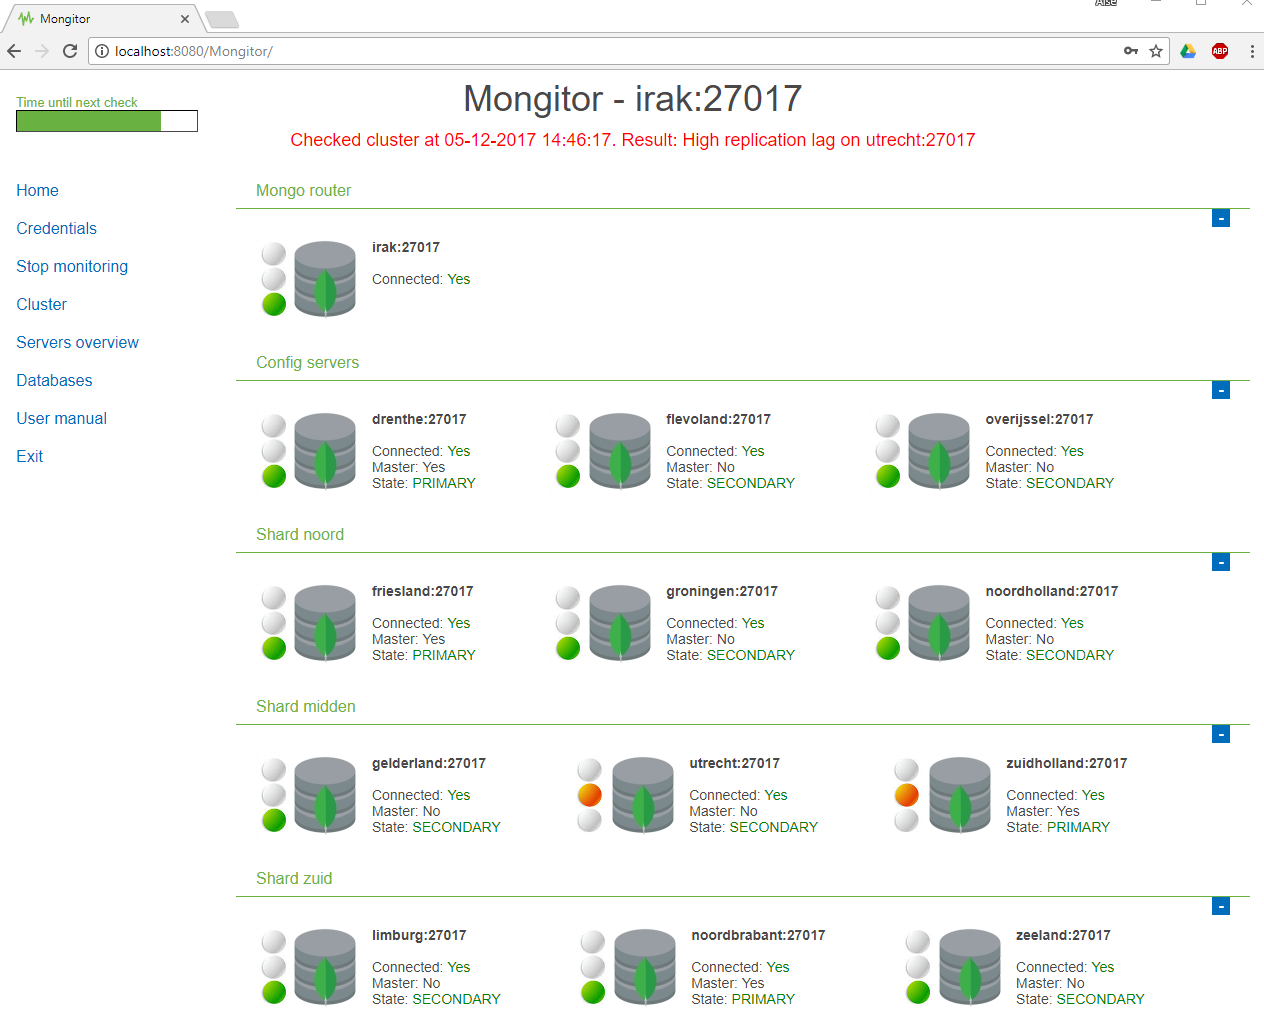 Mongitor
localhost:8080/Mongitor/
ABP
Time until next check
Mongitor - irak:27017
Checked cluster at 05-12-2017 14:46:17. Result: High replication lag on utrecht:27017
Home
Credentials
Stop monitoring
Cluster
Servers overview
Databases
User manual
Exit
Mongo router
-
irak:27017
Connected: Yes
Config servers
-
drenthe:27017
Connected: Yes
Master: Yes
State: PRIMARY
flevoland:27017
Connected: Yes
Master: No
State: SECONDARY
overijssel:27017
Connected: Yes
Master: No
State: SECONDARY
Shard noord
-
friesland:27017
Connected: Yes
Master: Yes
State: PRIMARY
groningen:27017
Connected: Yes
Master: No
State: SECONDARY
noordholland:27017
Connected: Yes
Master: No
State: SECONDARY
Shard midden
-
gelderland:27017
Connected: Yes
Master: No
State: SECONDARY
utrecht:27017
Connected: Yes
Master: No
State: SECONDARY
zuidholland:27017
Connected: Yes
Master: Yes
State: PRIMARY
Shard zuid
-
limburg:27017
Connected: Yes
Master: No
State: SECONDARY
noordbrabant:27017
Connected: Yes
Master: Yes
State: PRIMARY
zeeland:27017
Connected: Yes
Master: No
State: SECONDARY